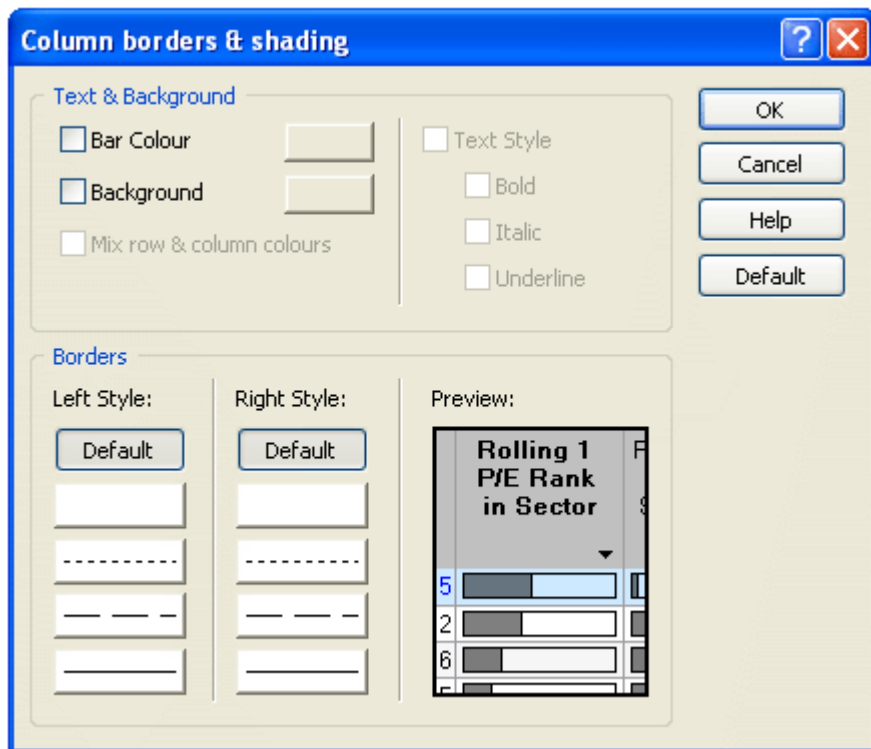 Column borders & shading
Text & Background
Bar Colour
Background
Mix row & column colours
Text Style
Bold
Italic
Underline
OK
Cancel
Help
Default
Borders
Left Style:
Default
Right Style:
Default
Preview:
Rolling 1
P/E Rank
in Sector
5
2
6